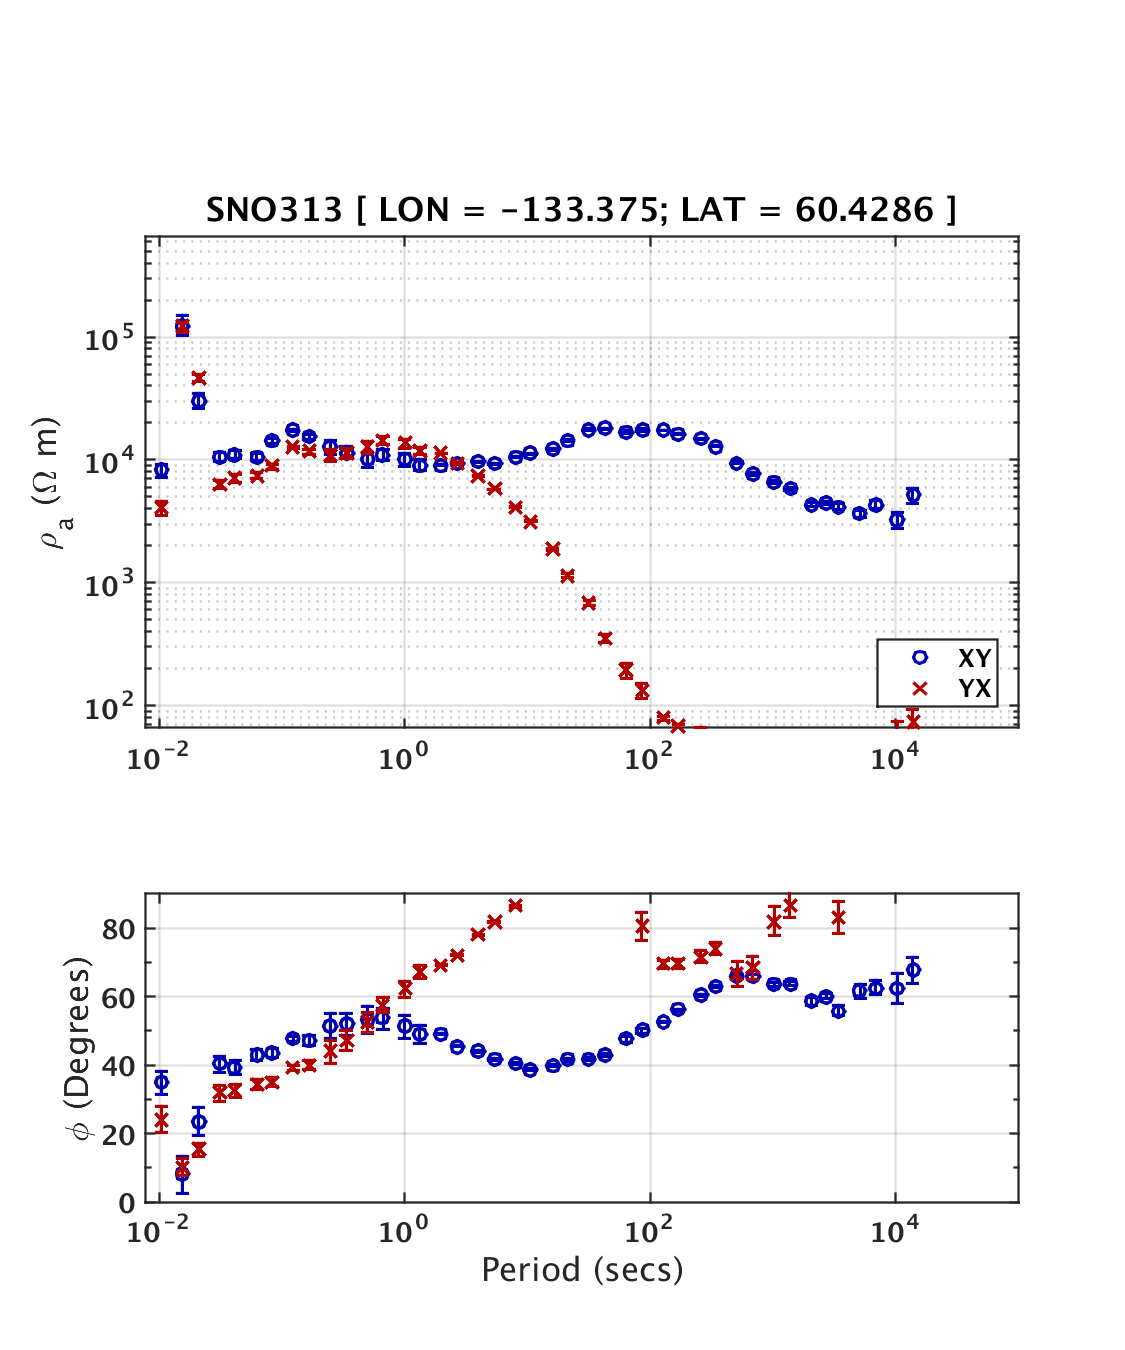 SNO313 [ LON = -133.375; LAT = 60.4286 ]
ρa (Ω m)
10^5
10^4
10^3
10^2
XY
YX
10^-2 10^0 10^2 10^4
φ (Degrees)
80
60
40
20
0
10^-2 10^0 10^2 10^4
Period (secs)